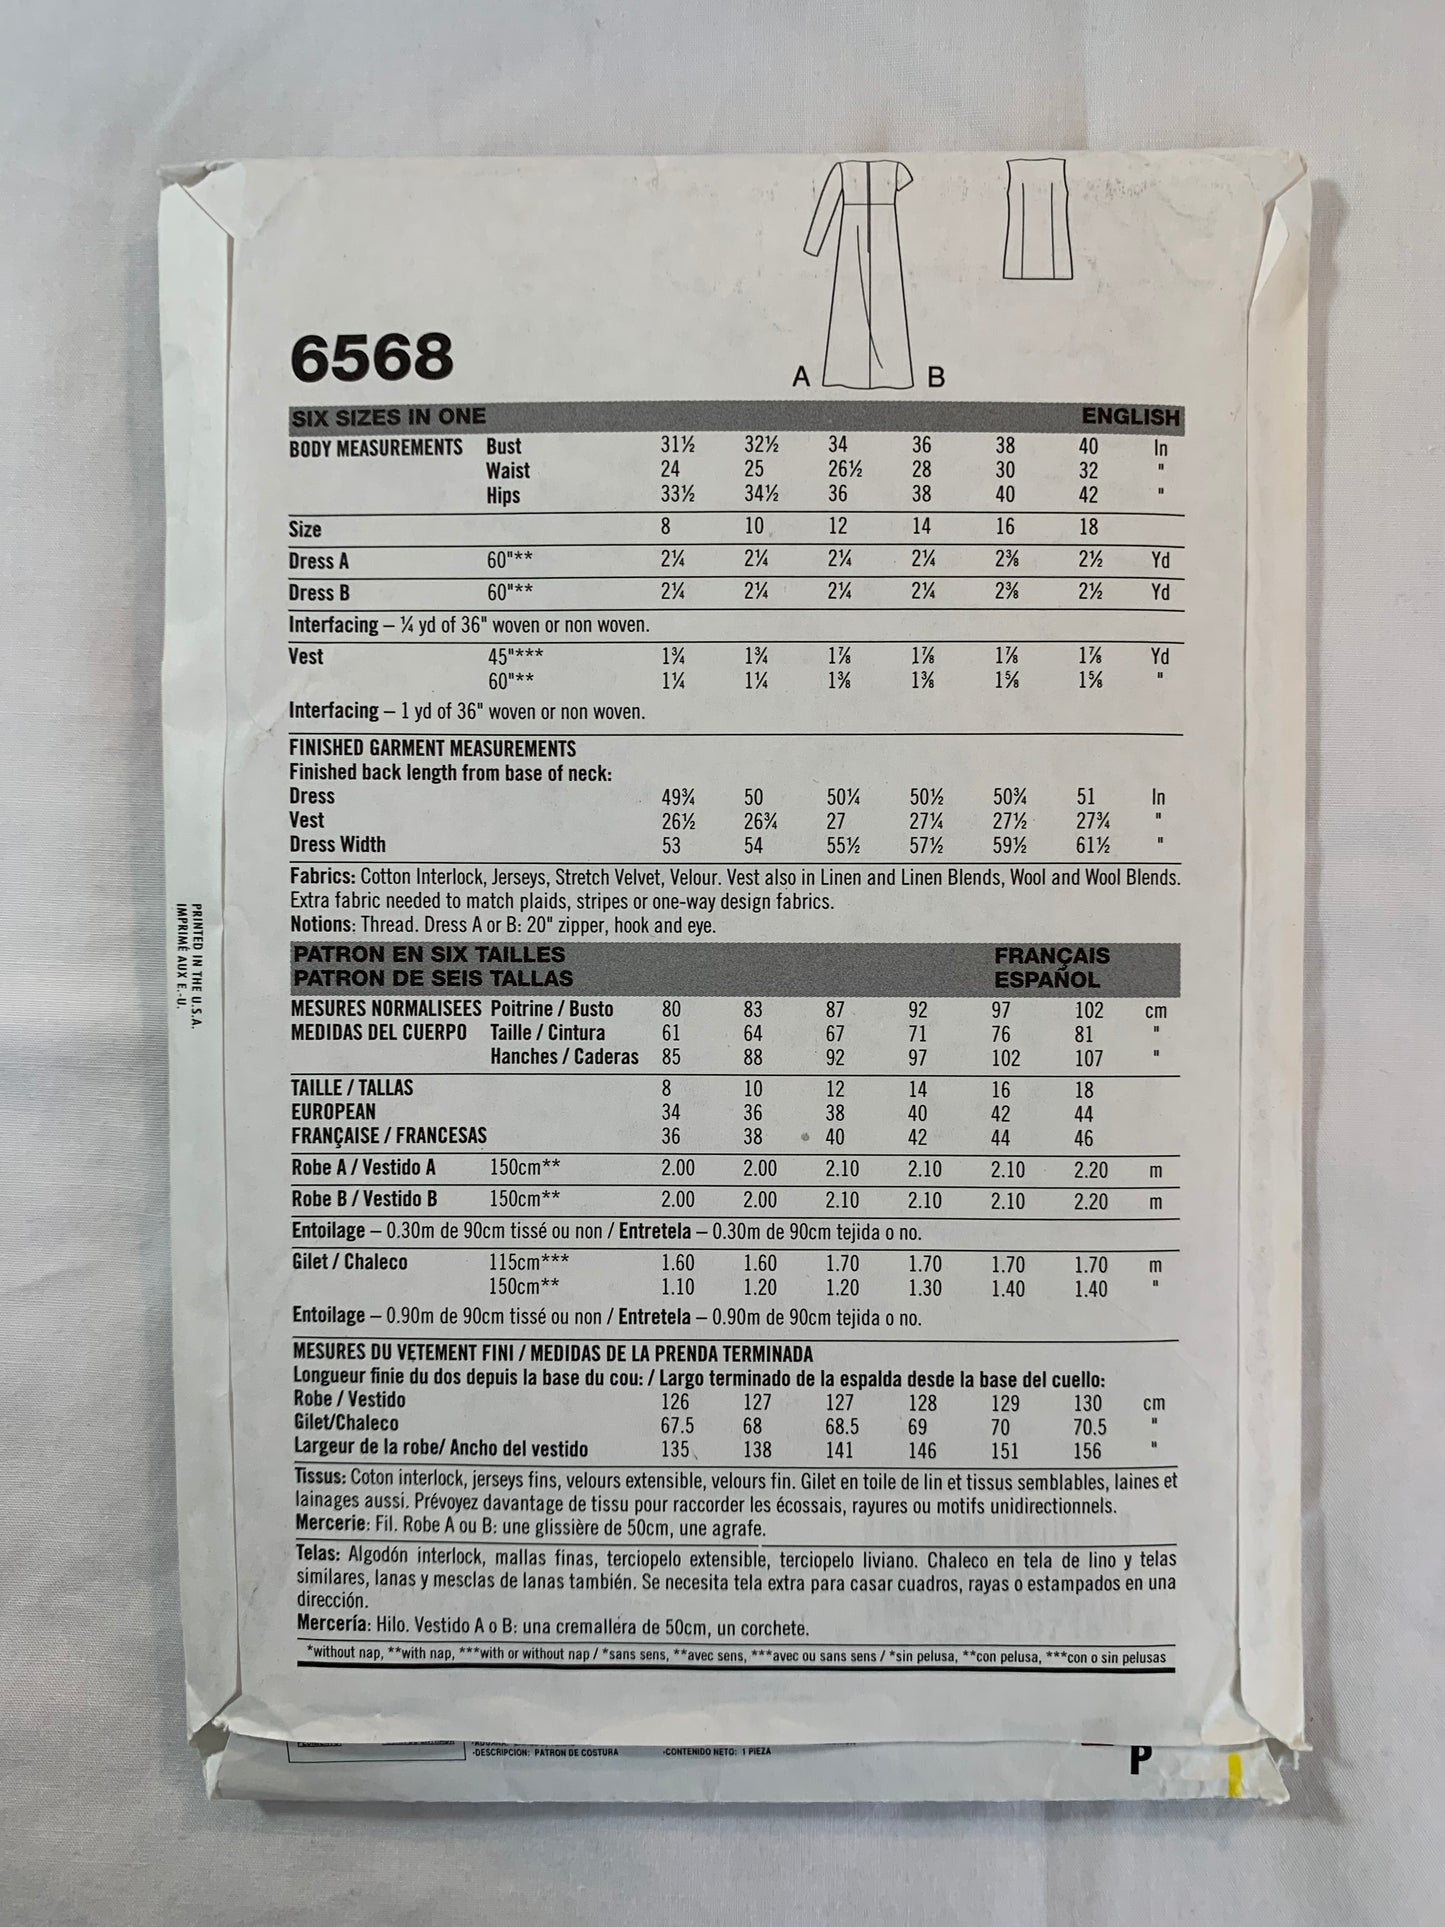 A B
6568
SIX SIZES IN ONE ENGLISH
BODY MEASUREMENTS Bust 31½ 32½ 34 36 38 40 In
Waist 24 25 26½ 28 30 32 "
Hips 33½ 34½ 36 38 40 42 "
Size 8 10 12 14 16 18
Dress A 60"** 2¼ 2¼ 2¼ 2¼ 2⅜ 2½ Yd
Dress B 60"** 2¼ 2¼ 2¼ 2¼ 2⅜ 2½ Yd
Interfacing – ¼ yd of 36" woven or non woven.
Vest 45"*** 1¾ 1¾ 1⅞ 1⅞ 1⅞ 1⅞ Yd
60"** 1¼ 1¼ 1⅜ 1⅜ 1⅝ 1⅝ "
Interfacing – 1 yd of 36" woven or non woven.
FINISHED GARMENT MEASUREMENTS
Finished back length from base of neck:
Dress 49¾ 50 50¼ 50½ 50¾ 51 In
Vest 26½ 26¾ 27 27¼ 27½ 27¾ "
Dress Width 53 54 55½ 57½ 59½ 61½ "
Fabrics: Cotton Interlock, Jerseys, Stretch Velvet, Velour. Vest also in Linen and Linen Blends, Wool and Wool Blends.
Extra fabric needed to match plaids, stripes or one-way design fabrics.
Notions: Thread. Dress A or B: 20" zipper, hook and eye.
PATRON EN SIX TAILLES FRANÇAIS
PATRON DE SEIS TALLAS ESPAÑOL
MESURES NORMALISEES Poitrine / Busto 80 83 87 92 97 102 cm
MEDIDAS DEL CUERPO Taille / Cintura 61 64 67 71 76 81 "
Hanches / Caderas 85 88 92 97 102 107 "
TAILLE / TALLAS 8 10 12 14 16 18
EUROPEAN 34 36 38 40 42 44
FRANÇAISE / FRANCESAS 36 38 40 42 44 46
Robe A / Vestido A 150cm** 2.00 2.00 2.10 2.10 2.10 2.20 m
Robe B / Vestido B 150cm** 2.00 2.00 2.10 2.10 2.10 2.20 m
Entoilage – 0.30m de 90cm tissé ou non / Entretela – 0.30m de 90cm tejida o no.
Gilet / Chaleco 115cm*** 1.60 1.60 1.70 1.70 1.70 1.70 m
150cm** 1.10 1.20 1.20 1.30 1.40 1.40 "
Entoilage – 0.90m de 90cm tissé ou non / Entretela – 0.90m de 90cm tejida o no.
MESURES DU VETEMENT FINI / MEDIDAS DE LA PRENDA TERMINADA
Longueur finie du dos depuis la base du cou: / Largo terminado de la espalda desde la base del cuello:
Robe / Vestido 126 127 127 128 129 130 cm
Gilet/Chaleco 67.5 68 68.5 69 70 70.5 "
Largeur de la robe/ Ancho del vestido 135 138 141 146 151 156 "
Tissus: Coton interlock, jerseys fins, velours extensible, velours fin. Gilet en toile de lin et tissus semblables, laines et
lainages aussi. Prévoyez davantage de tissu pour raccorder les écossais, rayures ou motifs unidirectionnels.
Mercerie: Fil. Robe A ou B: une glissière de 50cm, une agrafe.
Telas: Algodón interlock, mallas finas, terciopelo extensible, terciopelo liviano. Chaleco en tela de lino y telas
similares, lanas y mesclas de lanas también. Se necesita tela extra para casar cuadros, rayas o estampados en una
dirección.
Mercería: Hilo. Vestido A o B: una cremallera de 50cm, un corchete.
*without nap, **with nap, ***with or without nap / *sans sens, **avec sens, ***avec ou sans sens / *sin pelusa, **con pelusa, ***con o sin pelusas
PRINTED IN THE U.S.A.
IMPRIMÉ AUX E.-U.
•DESCRIPCION: PATRON DE COSTURA •CONTENIDO NETO: 1 PIEZA
P